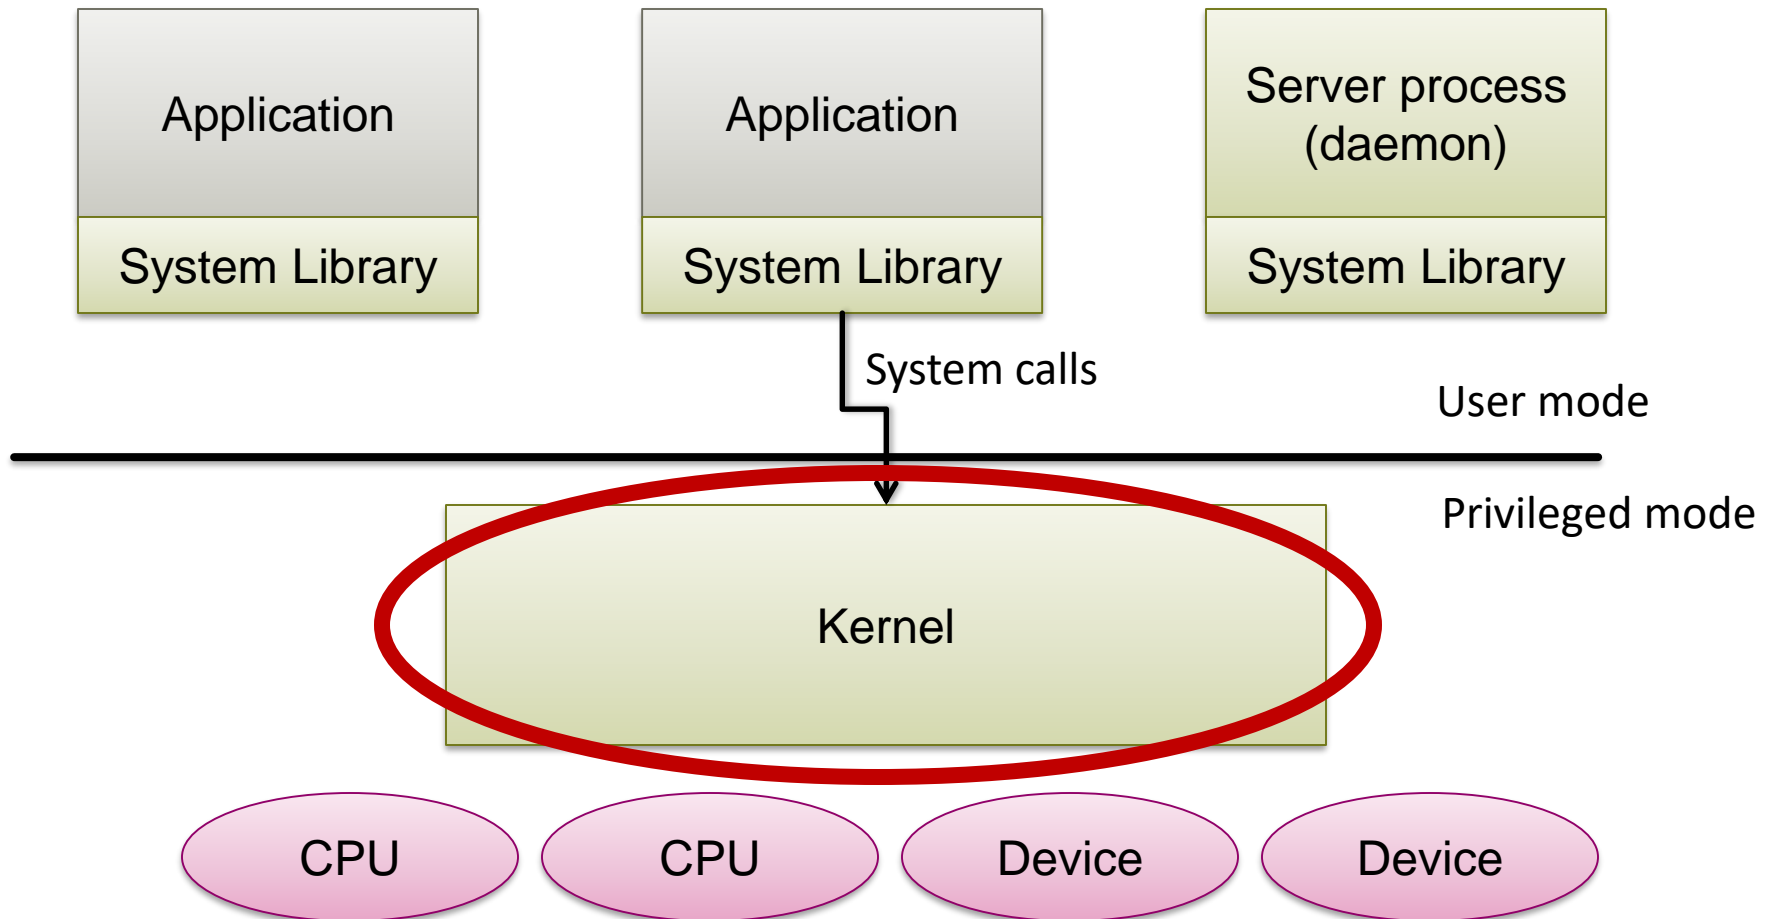 Application
Application
Server process
(daemon)
System Library
System Library
System Library
System calls
User mode
Privileged mode
Kernel
CPU
CPU
Device
Device